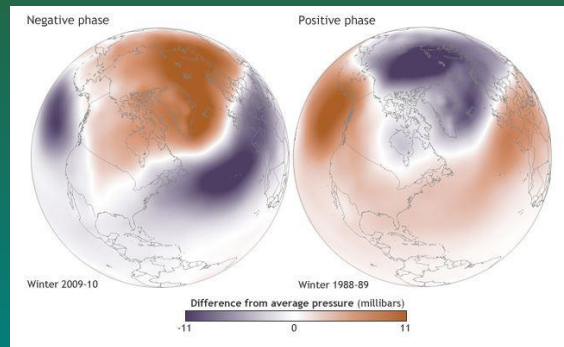 Negative phase
Positive phase
Winter 2009-10
Winter 1988-89
Difference from average pressure (millibars)
-11 0 11